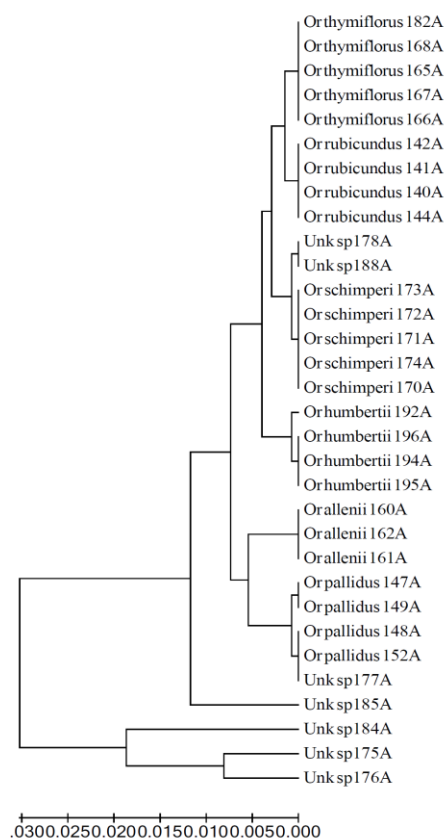 Or thymiflorus 182A
Or thymiflorus 168A
Or thymiflorus 165A
Or thymiflorus 167A
Or thymiflorus 166A
Or rubicundus 142A
Or rubicundus 141A
Or rubicundus 140A
Or rubicundus 144A
Unk sp178A
Unk sp188A
Or schimperi 173A
Or schimperi 172A
Or schimperi 171A
Or schimperi 174A
Or schimperi 170A
Or humbertii 192A
Or humbertii 196A
Or humbertii 194A
Or humbertii 195A
Or allenii 160A
Or allenii 162A
Or allenii 161A
Or pallidus 147A
Or pallidus 149A
Or pallidus 148A
Or pallidus 152A
Unk sp177A
Unk sp185A
Unk sp184A
Unk sp175A
Unk sp176A
.0300.0250.0200.0150.0100.0050.000